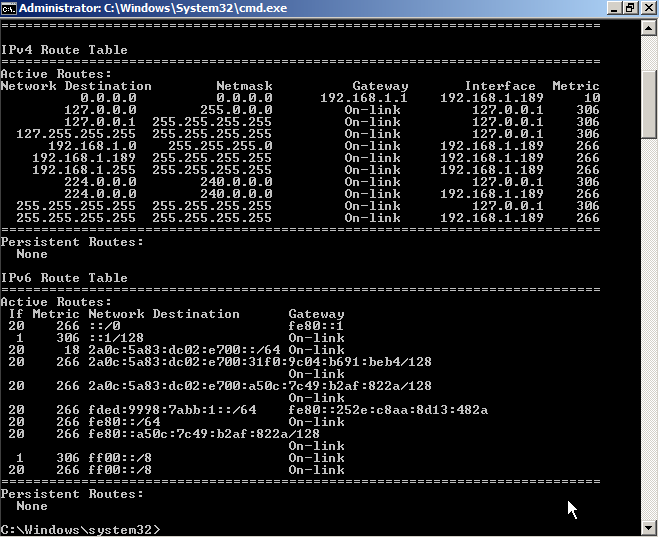 Administrator: C:\Windows\System32\cmd.exe
===========================================================================
IPv4 Route Table
===========================================================================
Active Routes:
Network Destination        Netmask          Gateway       Interface  Metric
          0.0.0.0          0.0.0.0      192.168.1.1    192.168.1.189     10
        127.0.0.0        255.0.0.0         On-link         127.0.0.1    306
        127.0.0.1  255.255.255.255         On-link         127.0.0.1    306
  127.255.255.255  255.255.255.255         On-link         127.0.0.1    306
      192.168.1.0    255.255.255.0         On-link     192.168.1.189    266
    192.168.1.189  255.255.255.255         On-link     192.168.1.189    266
    192.168.1.255  255.255.255.255         On-link     192.168.1.189    266
        224.0.0.0        240.0.0.0         On-link         127.0.0.1    306
        224.0.0.0        240.0.0.0         On-link     192.168.1.189    266
  255.255.255.255  255.255.255.255         On-link         127.0.0.1    306
  255.255.255.255  255.255.255.255         On-link     192.168.1.189    266
===========================================================================
Persistent Routes:
  None
IPv6 Route Table
===========================================================================
Active Routes:
 If Metric Network Destination      Gateway
 20    266 ::/0                     fe80::1
  1    306 ::1/128                  On-link
 20     18 2a0c:5a83:dc02:e700::/64 On-link
 20    266 2a0c:5a83:dc02:e700:31f0:9c04:b691:beb4/128
                                    On-link
 20    266 2a0c:5a83:dc02:e700:a50c:7c49:b2af:822a/128
                                    On-link
 20    266 fded:9998:7abb:1::/64    fe80::252e:c8aa:8d13:482a
 20    266 fe80::/64                On-link
 20    266 fe80::a50c:7c49:b2af:822a/128
                                    On-link
  1    306 ff00::/8                 On-link
 20    266 ff00::/8                 On-link
===========================================================================
Persistent Routes:
  None
C:\Windows\system32>